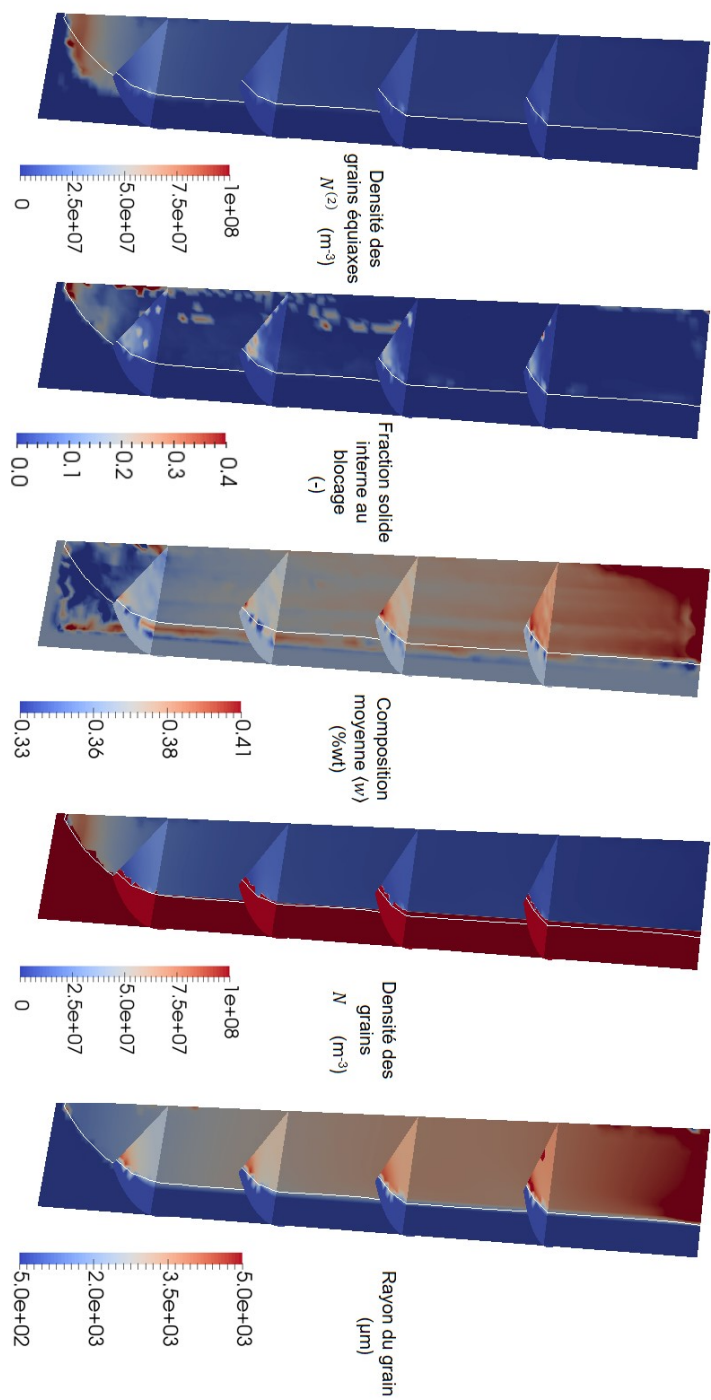 1e+08
7.5e+07
5.0e+07
2.5e+07
0
Densité des
grains équiaxes
N⁽²⁾ (m⁻³)
0.4
0.3
0.2
0.1
0.0
Fraction solide
interne au
blocage
(-)
0.41
0.38
0.36
0.33
Composition
moyenne ⟨w⟩
(%wt)
1e+08
7.5e+07
5.0e+07
2.5e+07
0
Densité des
grains
N (m⁻³)
5.0e+03
3.5e+03
2.0e+03
5.0e+02
Rayon du grain
(µm)